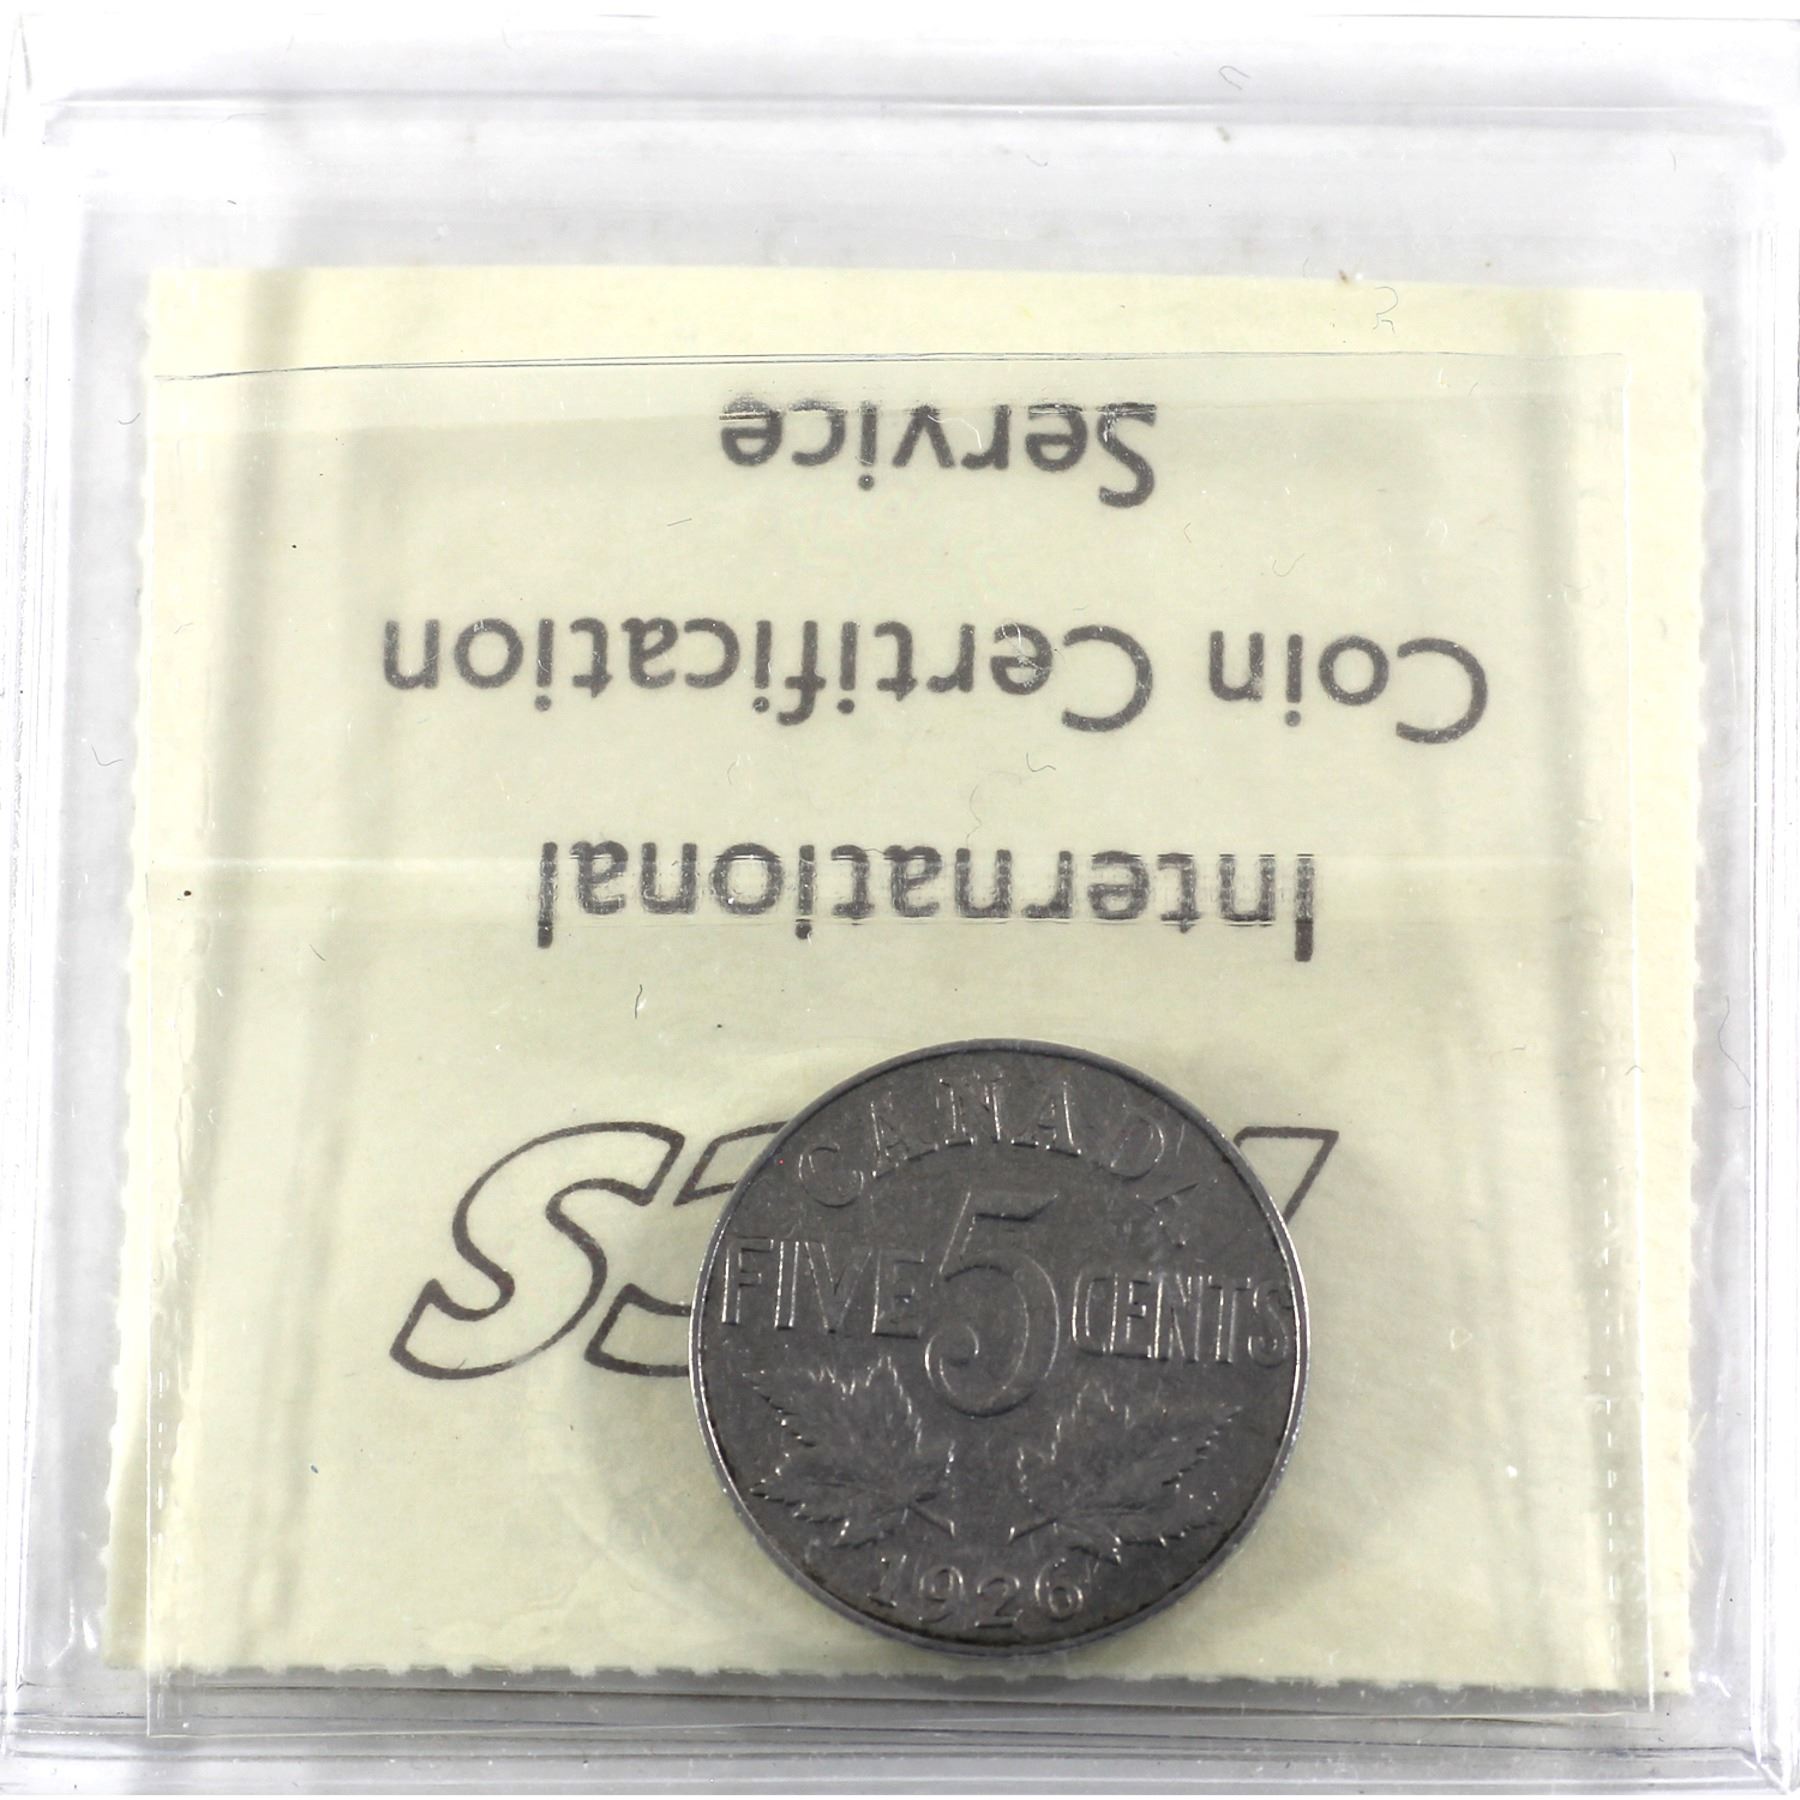 Service
Coin Certification
International
CANADA
FIVE 5 CENTS
1926